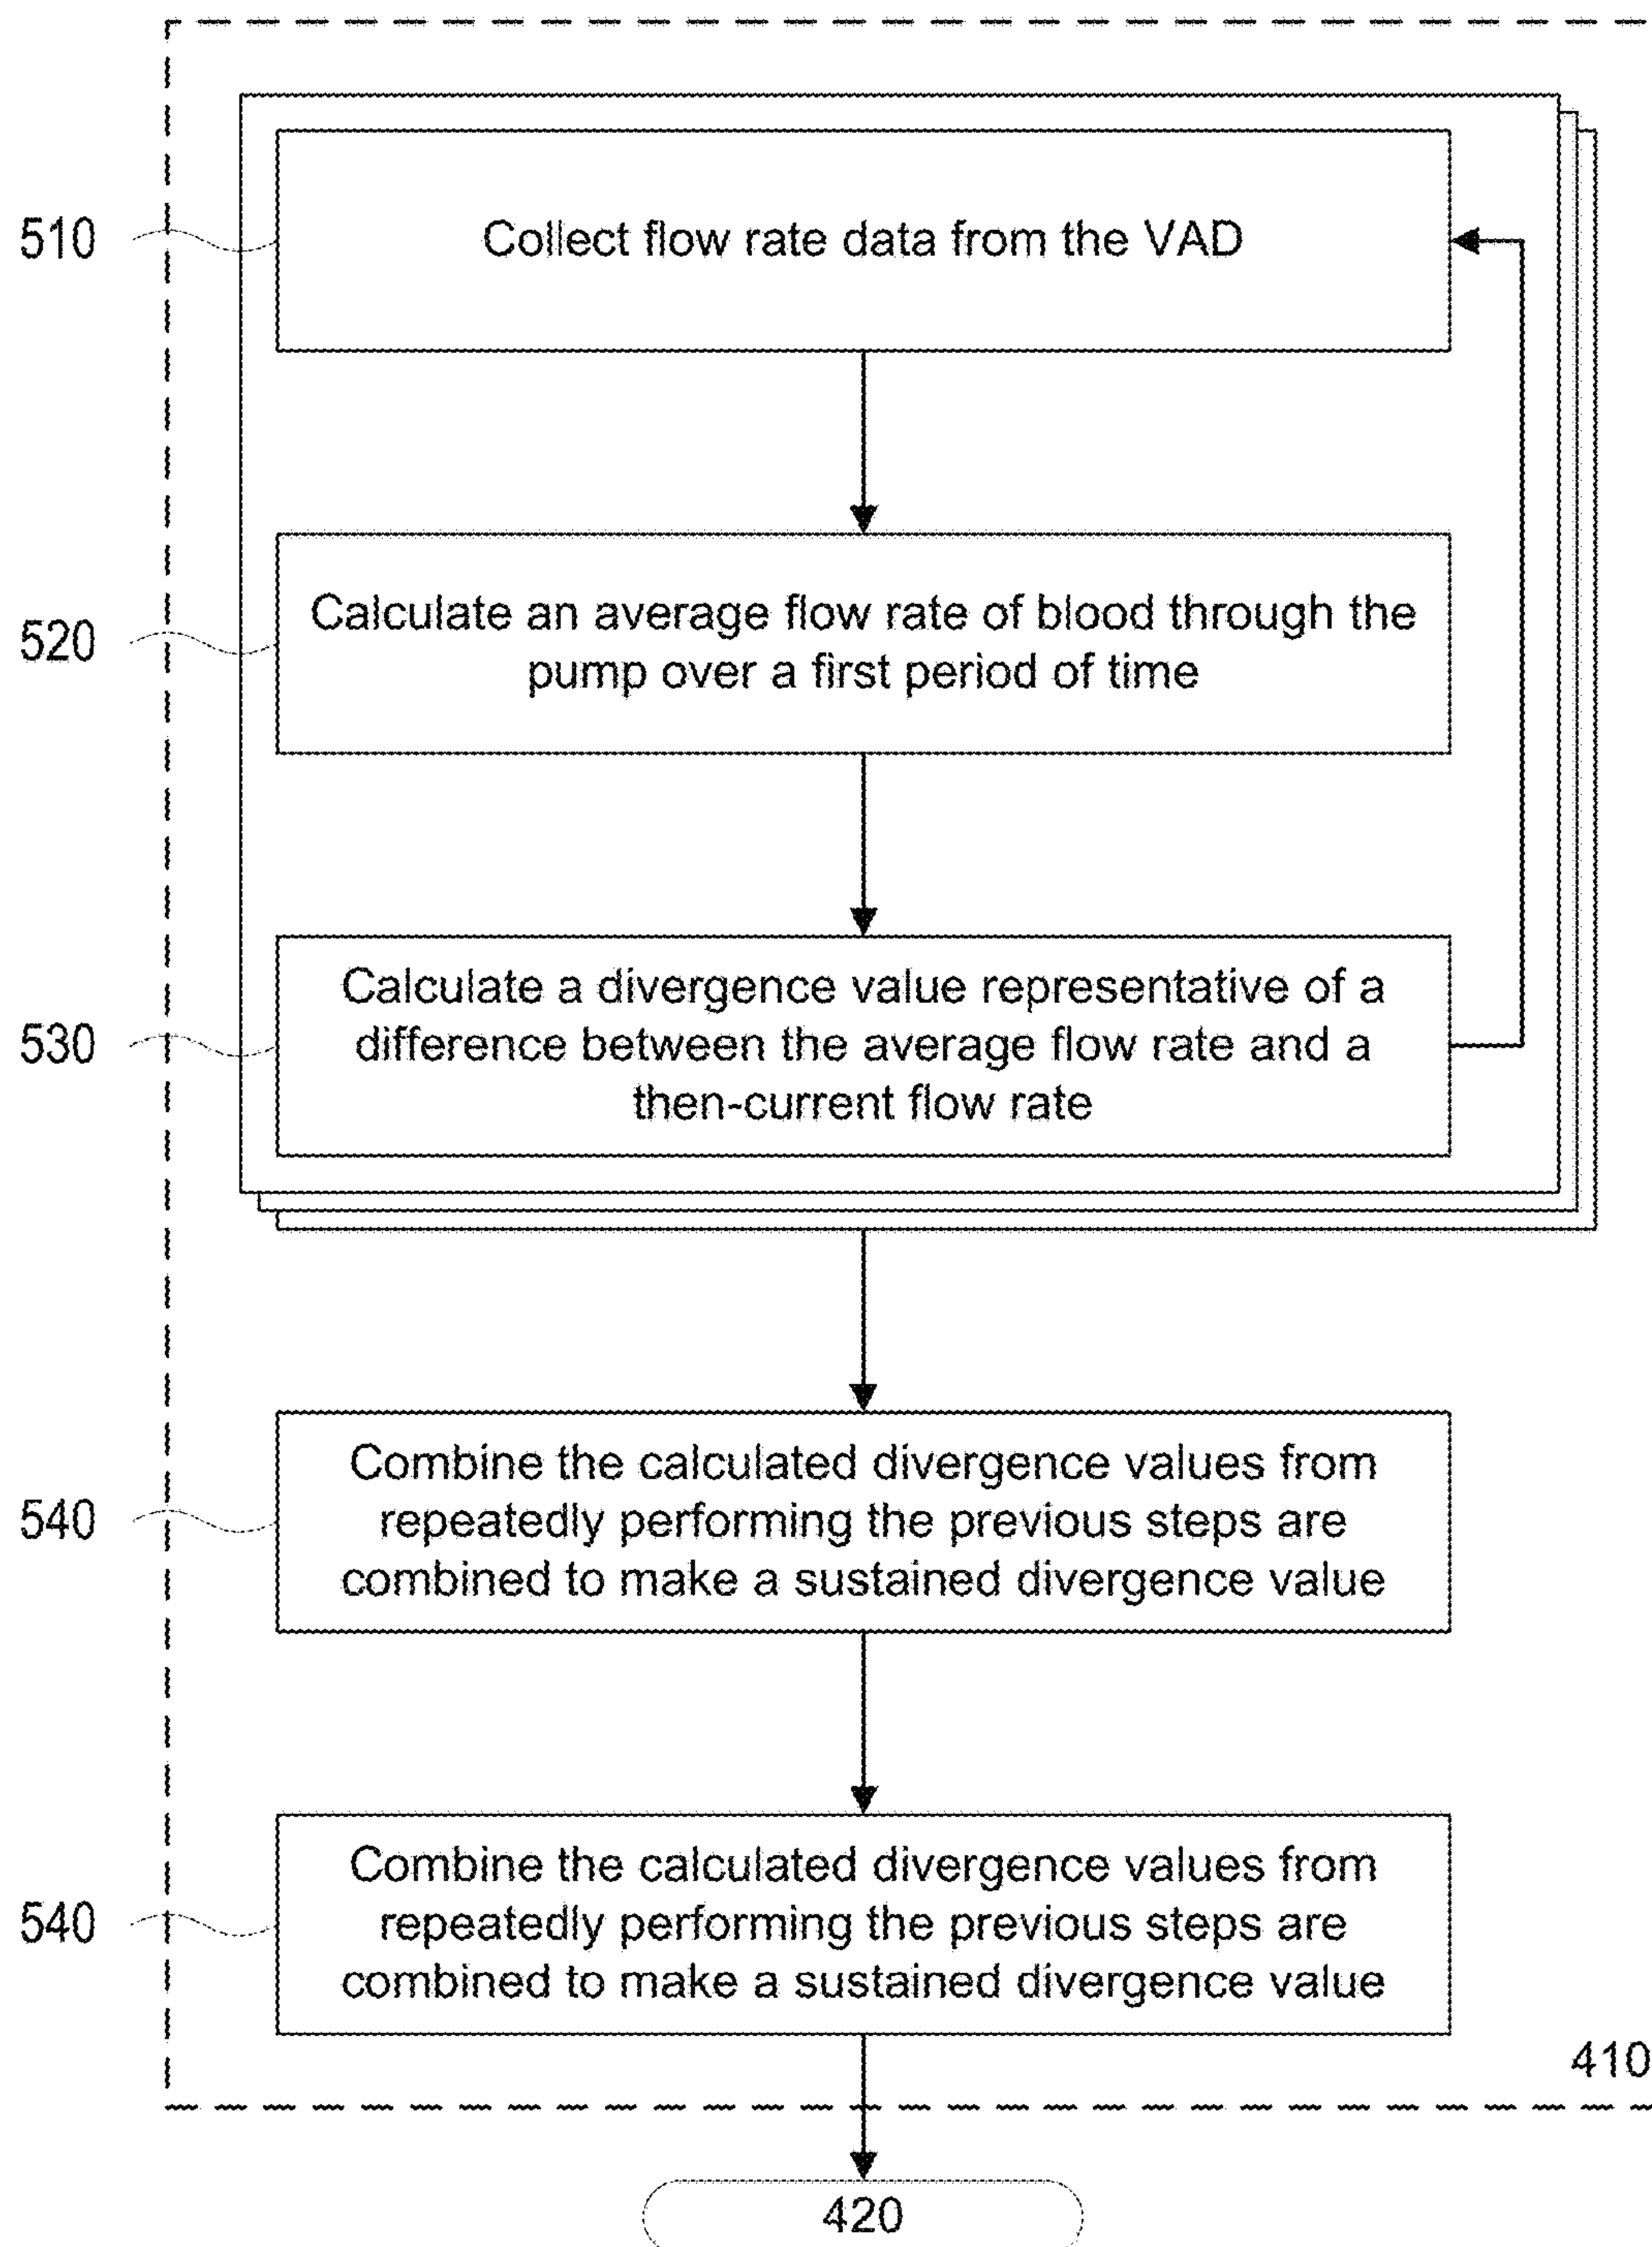 510
Collect flow rate data from the VAD
520
Calculate an average flow rate of blood through the
pump over a first period of time
530
Calculate a divergence value representative of a
difference between the average flow rate and a
then-current flow rate
540
Combine the calculated divergence values from
repeatedly performing the previous steps are
combined to make a sustained divergence value
540
Combine the calculated divergence values from
repeatedly performing the previous steps are
combined to make a sustained divergence value
410
420